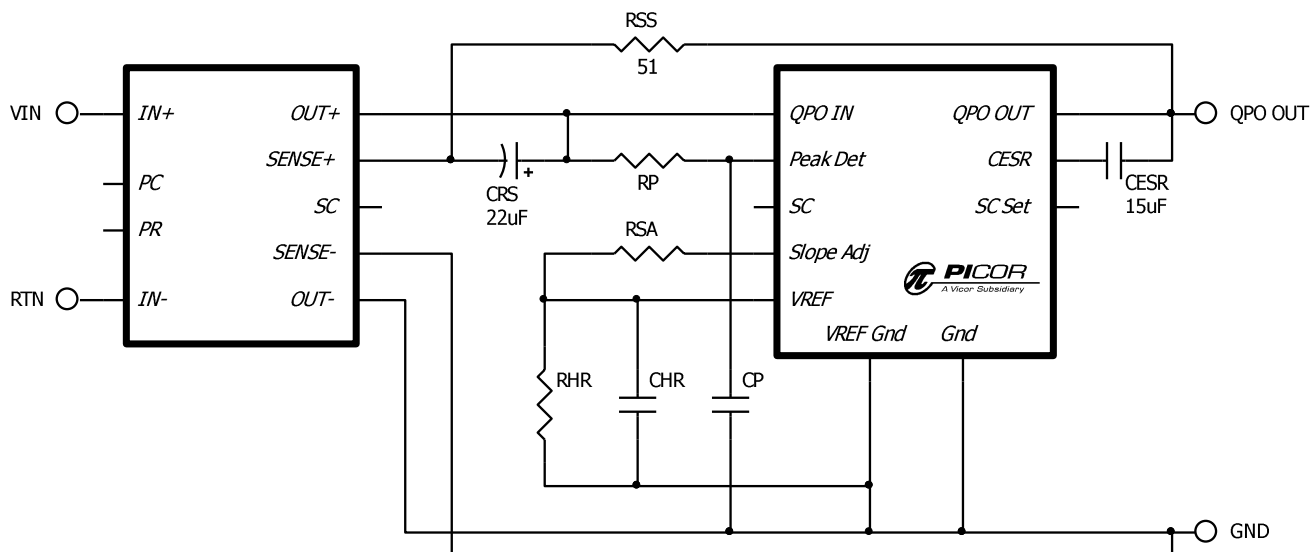 RSS
51
VIN
IN+
OUT+
QPO IN
QPO OUT
QPO OUT
SENSE+
Peak Det
CESR
PC
CRS
22uF
+
RP
CESR
15uF
SC
SC
SC Set
PR
RSA
SENSE-
Slope Adj
π PICOR
A Vicor Subsidiary
RTN
IN-
OUT-
VREF
VREF Gnd
Gnd
RHR
CHR
CP
GND